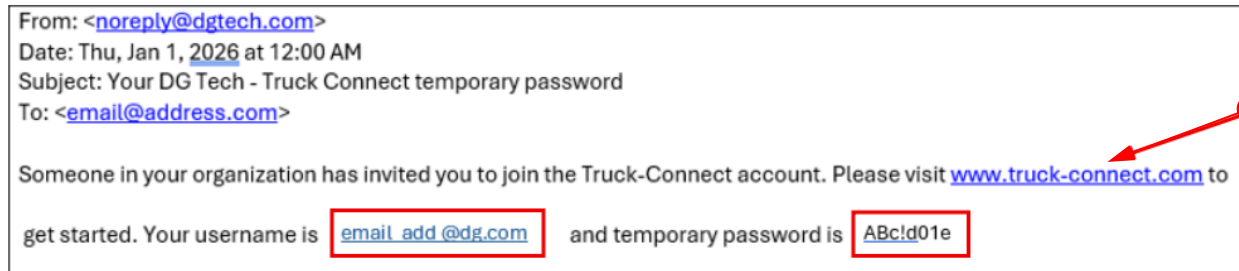 From: <noreply@dgtech.com>
Date: Thu, Jan 1, 2026 at 12:00 AM
Subject: Your DG Tech - Truck Connect temporary password
To: <email@address.com>
Someone in your organization has invited you to join the Truck-Connect account. Please visit www.truck-connect.com to
get started. Your username is email_add @dg.com and temporary password is ABc!d01e